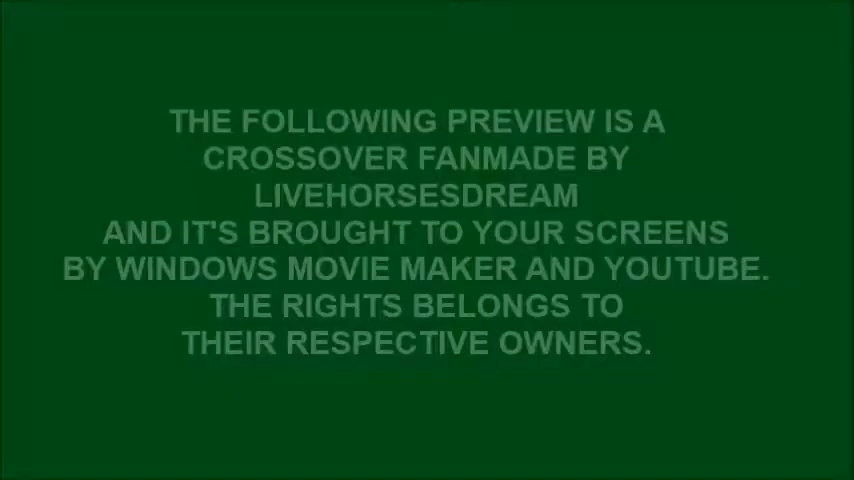 THE FOLLOWING PREVIEW IS A
CROSSOVER FANMADE BY
LIVEHORSESDREAM
AND IT'S BROUGHT TO YOUR SCREENS
BY WINDOWS MOVIE MAKER AND YOUTUBE.
THE RIGHTS BELONGS TO
THEIR RESPECTIVE OWNERS.